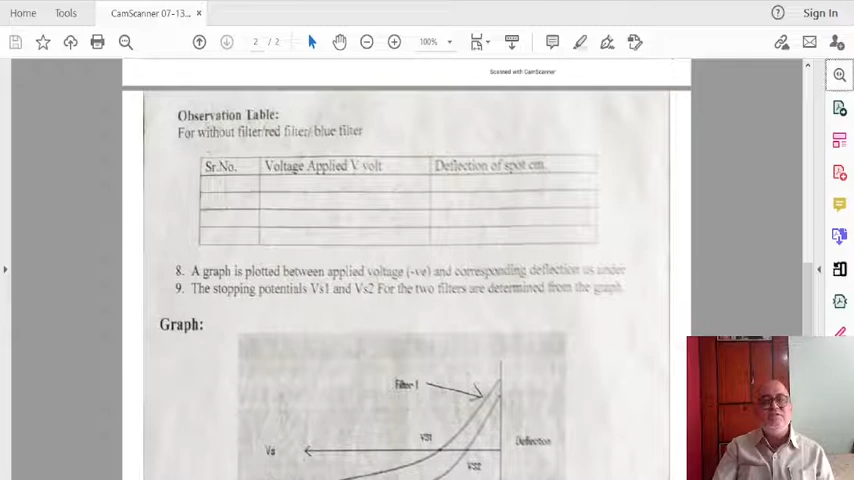 Home Tools CamScanner 07-13... × Sign In
2 / 2 100%
Scanned with CamScanner
Observation Table:
For without filter/red filter/ blue filter
Sr.No. Voltage Applied V volt Deflection of spot cm.
8. A graph is plotted between applied voltage (-ve) and corresponding deflection us under
9. The stopping potentials Vs1 and Vs2 For the two filters are determined from the graph.
Graph:
Filter-1
VS1
Deflection
Vs
VS2